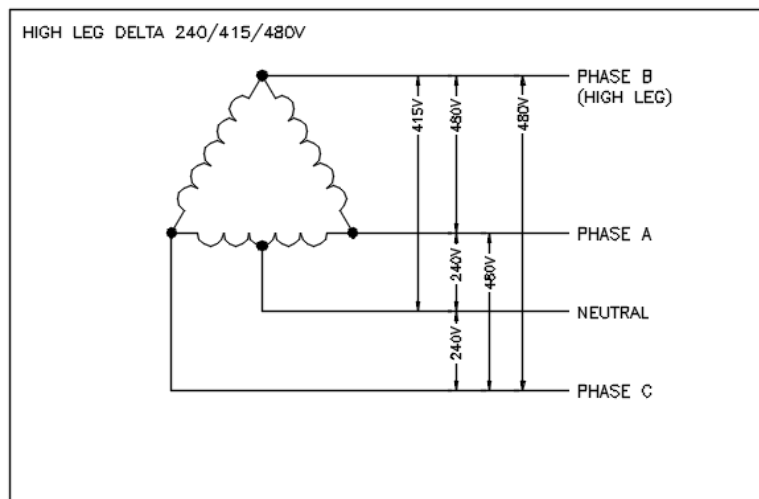 HIGH LEG DELTA 240/415/480V
PHASE B
(HIGH LEG)
415V
480V
480V
PHASE A
240V
480V
NEUTRAL
240V
PHASE C